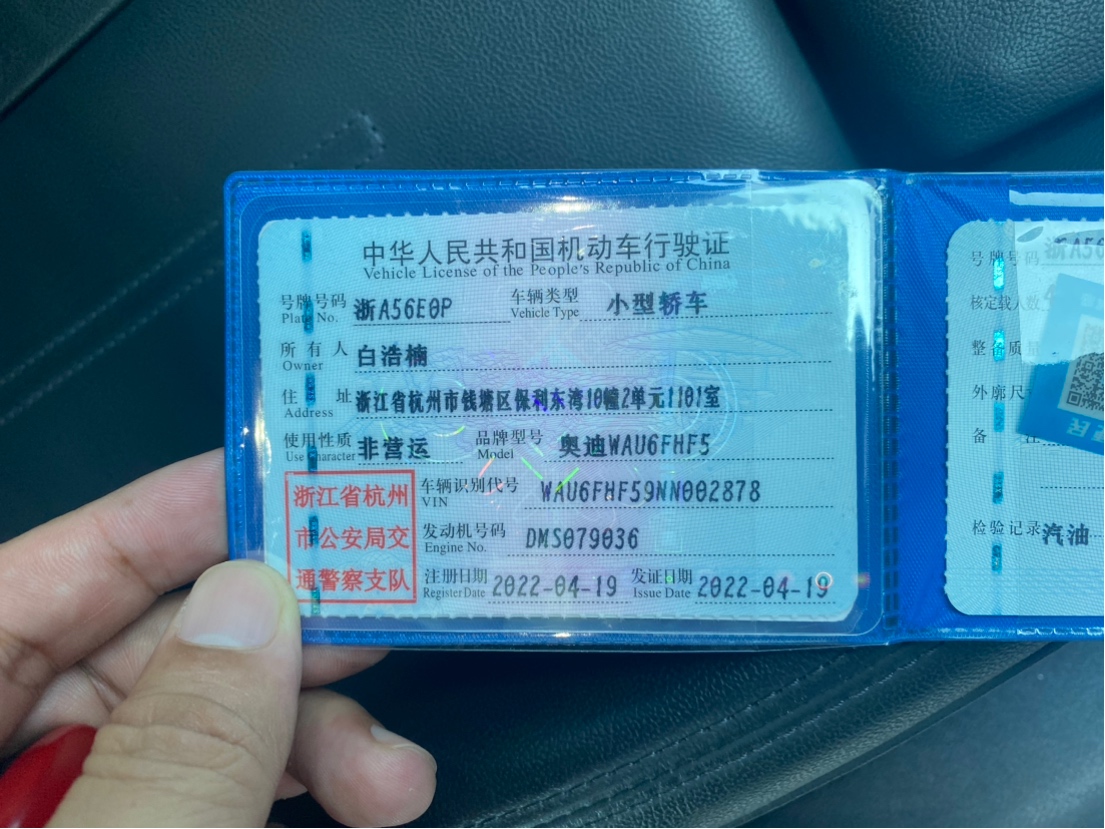 中华人民共和国机动车行驶证
Vehicle License of the People's Republic of China
号牌号码 浙A56E0P 车辆类型 小型轿车
Plate No. Vehicle Type
所有人 白浩楠
Owner
住址 浙江省杭州市钱塘区保利东湾10幢2单元1101室
Address
使用性质 非营运 品牌型号 奥迪WAU6FHF5
Use Character Model
浙江省杭州
市公安局交
通警察支队
车辆识别代号 WAU6FHF59NN002878
VIN
发动机号码 DMS079036
Engine No.
注册日期 2022-04-19 发证日期 2022-04-19
Register Date Issue Date
号牌号码 浙A56
核定载人数
整备质
外廓尺
备
检验记录 汽油